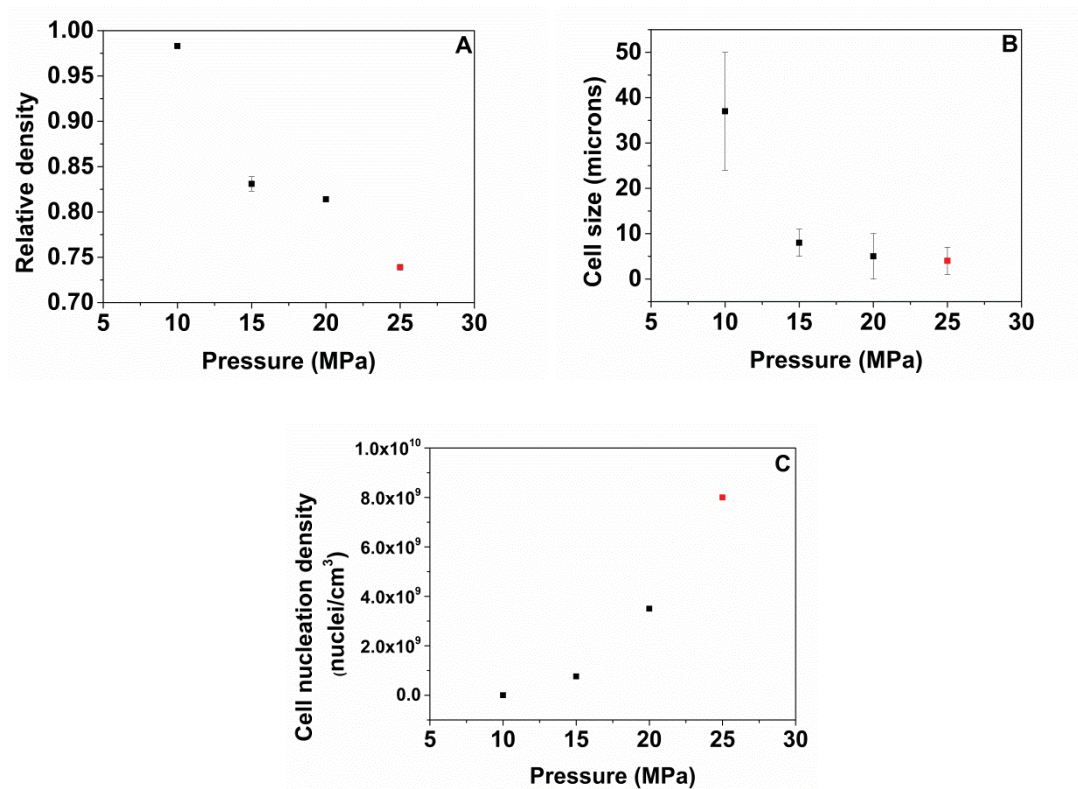 A
1.00
0.95
0.90
0.85
0.80
0.75
0.70
Relative density
5 10 15 20 25 30
Pressure (MPa)
B
50
40
30
20
10
0
Cell size (microns)
5 10 15 20 25 30
Pressure (MPa)
C
1.0x10^10
8.0x10^9
6.0x10^9
4.0x10^9
2.0x10^9
0.0
Cell nucleation density
(nuclei/cm^3)
5 10 15 20 25 30
Pressure (MPa)